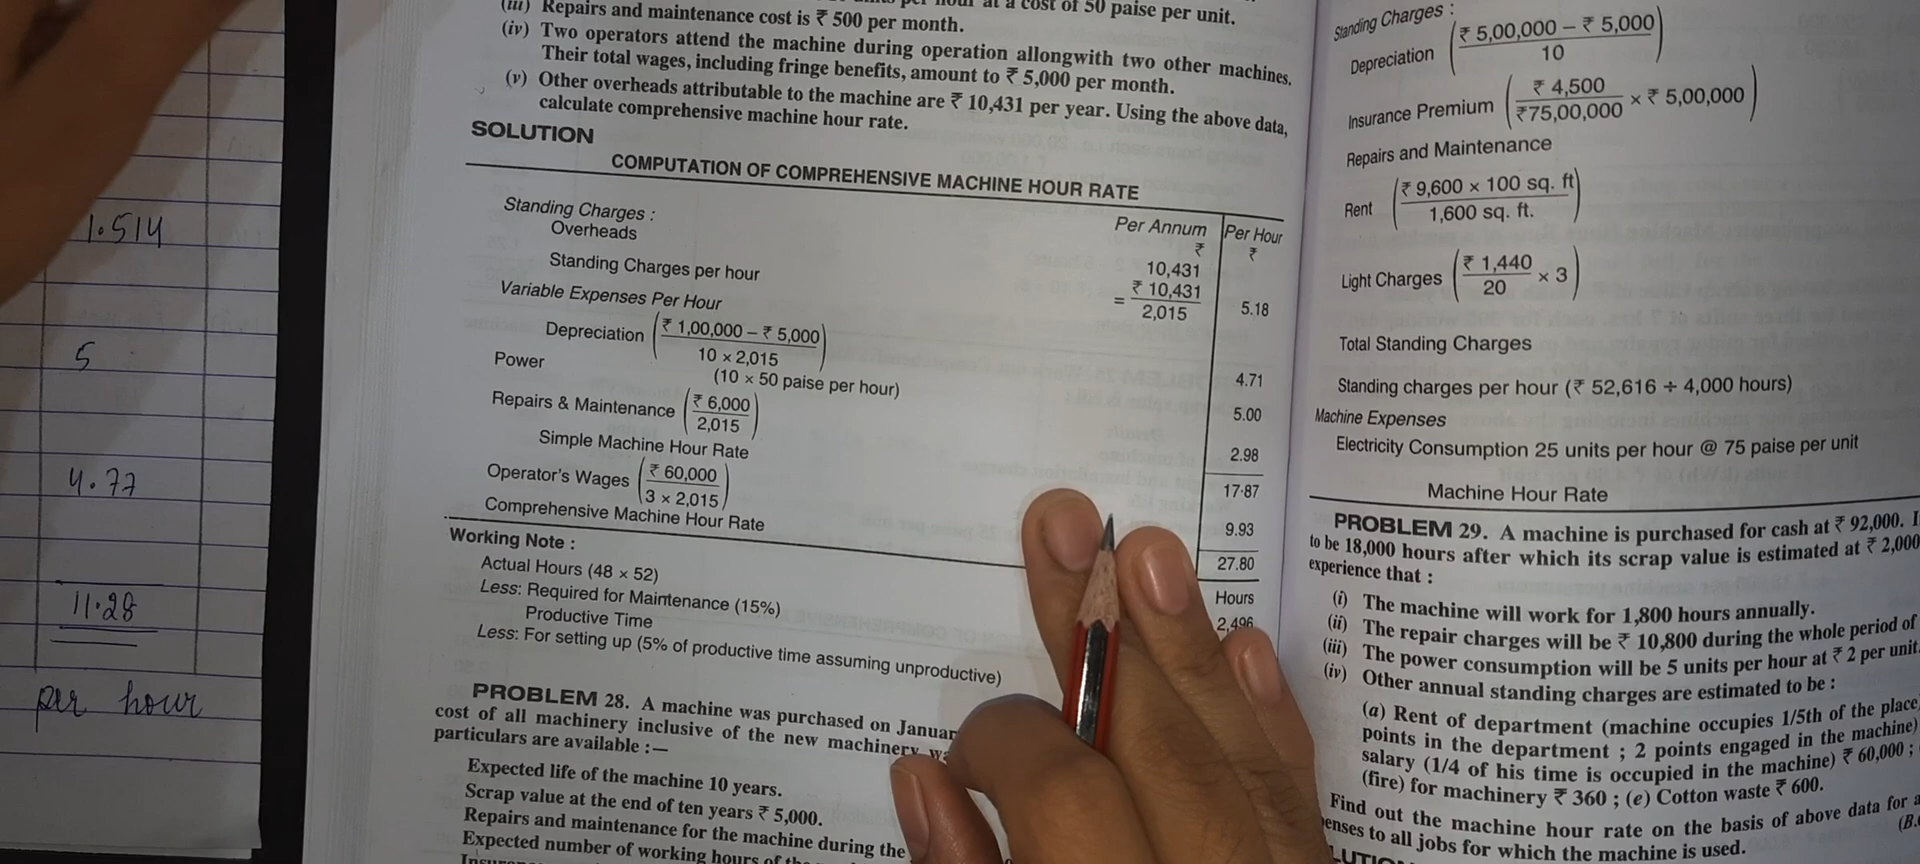 1.514
5
4.77
11.28
per hour
at a cost of 50 paise per unit.
(iii) Repairs and maintenance cost is ₹ 500 per month.
(iv) Two operators attend the machine during operation allongwith two other machines.
Their total wages, including fringe benefits, amount to ₹ 5,000 per month.
(v) Other overheads attributable to the machine are ₹ 10,431 per year. Using the above data,
calculate comprehensive machine hour rate.
SOLUTION
COMPUTATION OF COMPREHENSIVE MACHINE HOUR RATE
Per Annum Per Hour
₹ ₹
Standing Charges :
Overheads 10,431
Standing Charges per hour = ₹ 10,431 / 2,015 5.18
Variable Expenses Per Hour
Depreciation (₹ 1,00,000 – ₹ 5,000 / 10 × 2,015) 4.71
Power (10 × 50 paise per hour) 5.00
Repairs & Maintenance (₹ 6,000 / 2,015) 2.98
Simple Machine Hour Rate 17·87
Operator's Wages (₹ 60,000 / 3 × 2,015) 9.93
Comprehensive Machine Hour Rate 27.80
Working Note : Hours
Actual Hours (48 × 52) 2,496
Less: Required for Maintenance (15%)
Productive Time
Less: For setting up (5% of productive time assuming unproductive)
PROBLEM 28. A machine was purchased on Januar
cost of all machinery inclusive of the new machinery
particulars are available :—
Expected life of the machine 10 years.
Scrap value at the end of ten years ₹ 5,000.
Repairs and maintenance for the machine during the
Expected number of working hours of
Standing Charges :
Depreciation (₹ 5,00,000 – ₹ 5,000 / 10)
Insurance Premium (₹ 4,500 / ₹75,00,000 × ₹ 5,00,000)
Repairs and Maintenance
Rent (₹ 9,600 × 100 sq. ft / 1,600 sq. ft.)
Light Charges (₹ 1,440 / 20 × 3)
Total Standing Charges
Standing charges per hour (₹ 52,616 ÷ 4,000 hours)
Machine Expenses
Electricity Consumption 25 units per hour @ 75 paise per unit
Machine Hour Rate
PROBLEM 29. A machine is purchased for cash at ₹ 92,000.
to be 18,000 hours after which its scrap value is estimated at ₹ 2,000
experience that :
(i) The machine will work for 1,800 hours annually.
(ii) The repair charges will be ₹ 10,800 during the whole period of
(iii) The power consumption will be 5 units per hour at ₹ 2 per unit.
(iv) Other annual standing charges are estimated to be :
(a) Rent of department (machine occupies 1/5th of the place
points in the department ; 2 points engaged in the machine)
salary (1/4 of his time is occupied in the machine) ₹ 60,000 ;
(fire) for machinery ₹ 360 ; (e) Cotton waste ₹ 600.
Find out the machine hour rate on the basis of above data for
enses to all jobs for which the machine is used.